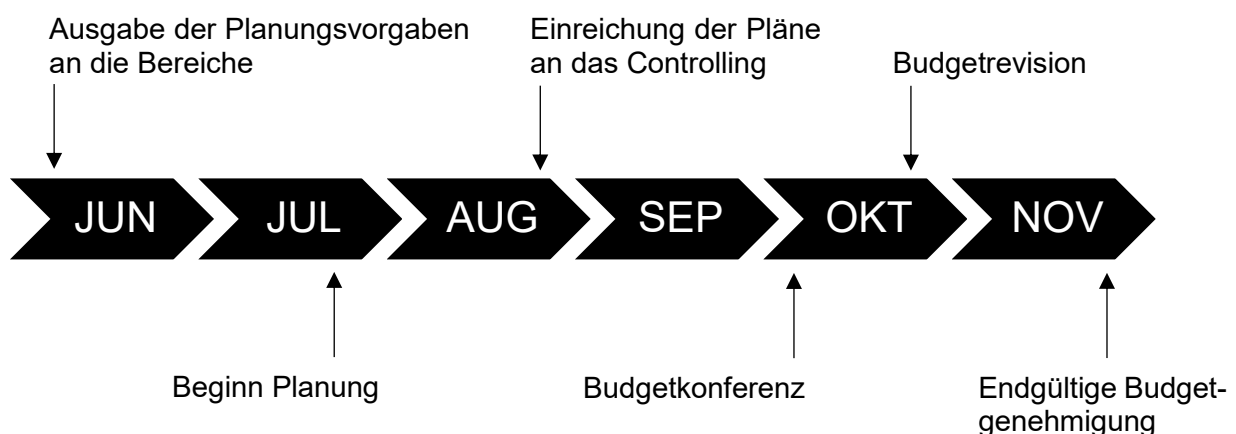 Ausgabe der Planungsvorgaben
an die Bereiche
Einreichung der Pläne
an das Controlling
Budgetrevision
JUN
JUL
AUG
SEP
OKT
NOV
Beginn Planung
Budgetkonferenz
Endgültige Budget-
genehmigung